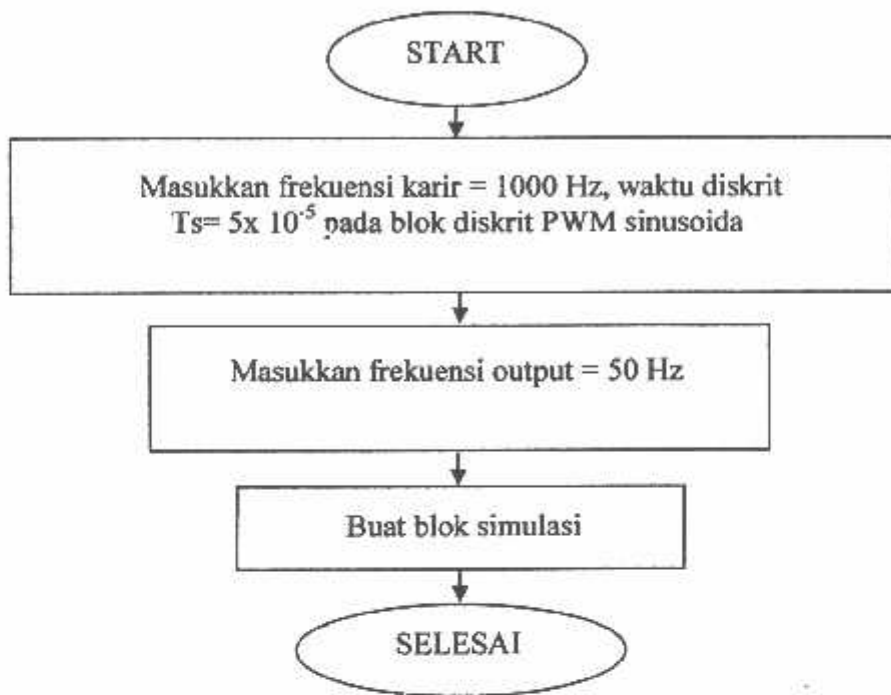 START
Masukkan frekuensi karir = 1000 Hz, waktu diskrit
Ts= 5x 10⁻⁵ pada blok diskrit PWM sinusoida
Masukkan frekuensi output = 50 Hz
Buat blok simulasi
SELESAI